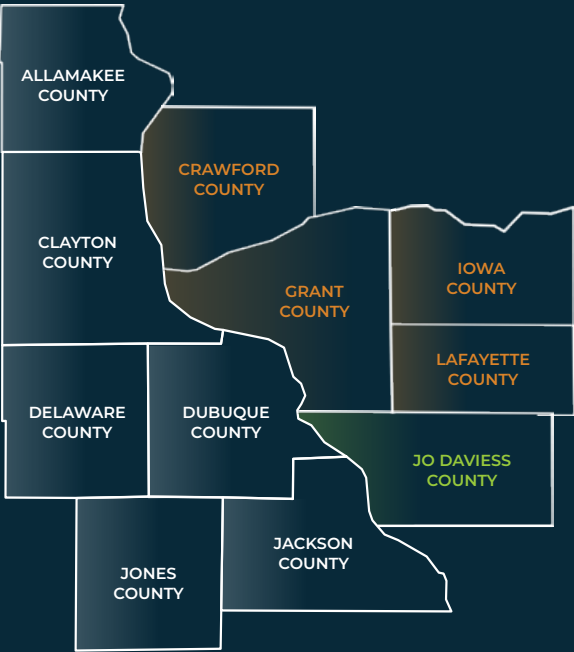 ALLAMAKEE
COUNTY
CRAWFORD
COUNTY
CLAYTON
COUNTY
GRANT
COUNTY
IOWA
COUNTY
LAFAYETTE
COUNTY
DELAWARE
COUNTY
DUBUQUE
COUNTY
JO DAVIESS
COUNTY
JONES
COUNTY
JACKSON
COUNTY